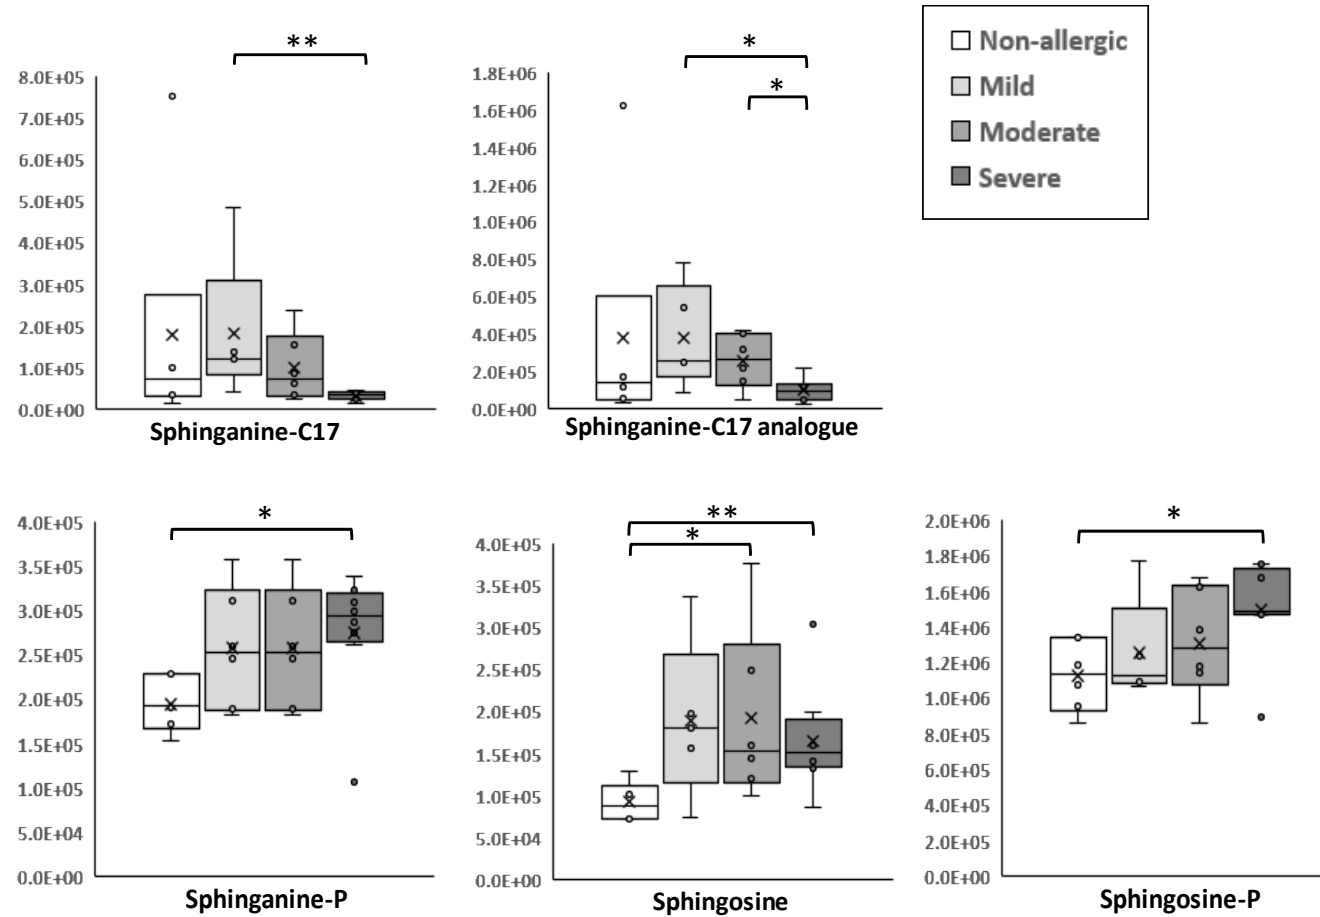 **
8.0E+05
7.0E+05
6.0E+05
5.0E+05
4.0E+05
3.0E+05
2.0E+05
1.0E+05
0.0E+00
Sphinganine-C17
*
*
1.8E+06
1.6E+06
1.4E+06
1.2E+06
1.0E+06
8.0E+05
6.0E+05
4.0E+05
2.0E+05
0.0E+00
Sphinganine-C17 analogue
Non-allergic
Mild
Moderate
Severe
*
4.0E+05
3.5E+05
3.0E+05
2.5E+05
2.0E+05
1.5E+05
1.0E+05
5.0E+04
0.0E+00
Sphinganine-P
**
*
4.0E+05
3.5E+05
3.0E+05
2.5E+05
2.0E+05
1.5E+05
1.0E+05
5.0E+04
0.0E+00
Sphingosine
*
2.0E+06
1.8E+06
1.6E+06
1.4E+06
1.2E+06
1.0E+06
8.0E+05
6.0E+05
4.0E+05
2.0E+05
0.0E+00
Sphingosine-P